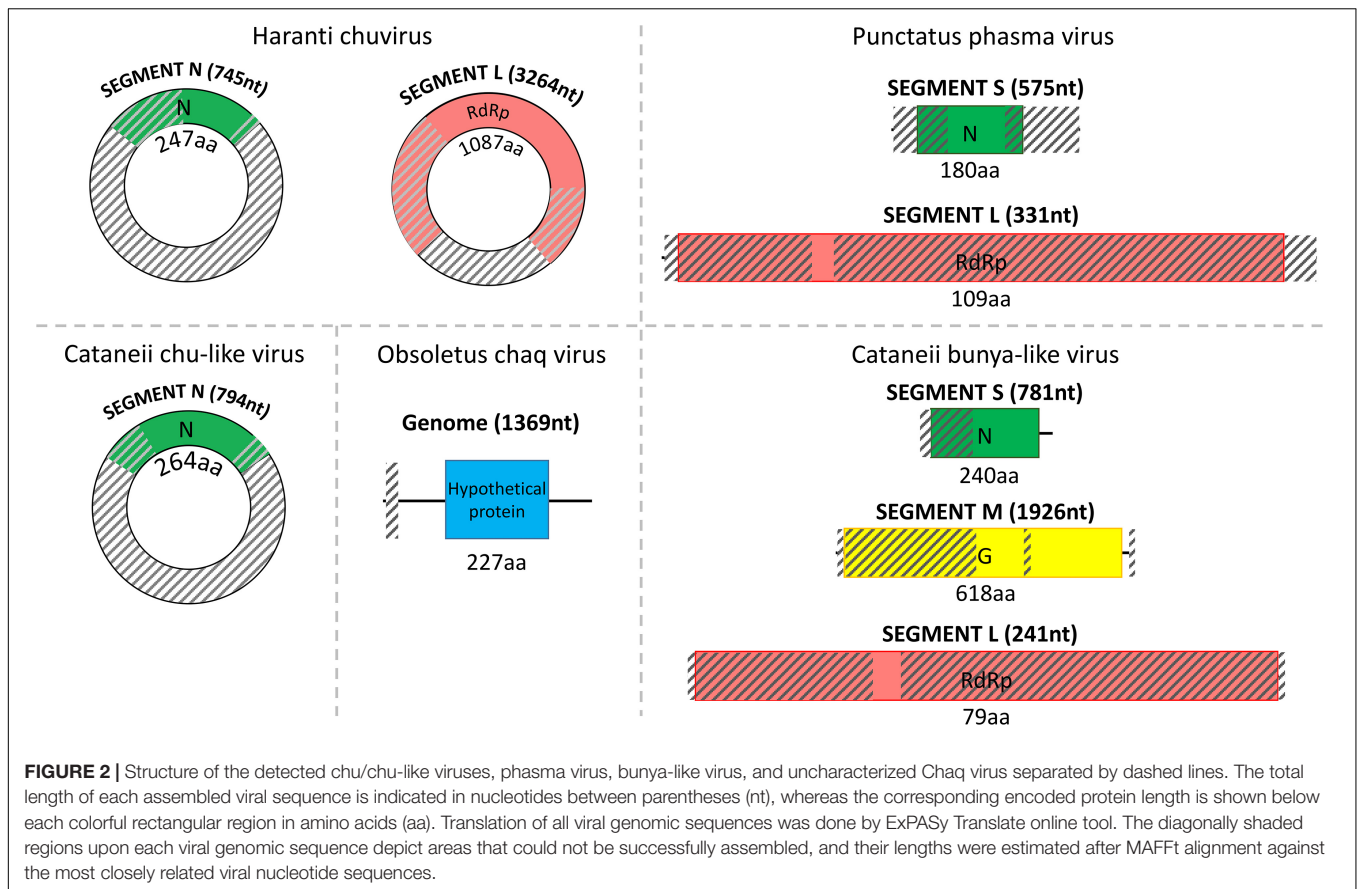 Haranti chuvirus
SEGMENT N (745nt)
N
247aa
SEGMENT L (3264nt)
RdRp
1087aa
Punctatus phasma virus
SEGMENT S (575nt)
N
180aa
SEGMENT L (331nt)
RdRp
109aa
Cataneii chu-like virus
SEGMENT N (794nt)
N
264aa
Obsoletus chaq virus
Genome (1369nt)
Hypothetical
protein
227aa
Cataneii bunya-like virus
SEGMENT S (781nt)
N
240aa
SEGMENT M (1926nt)
G
618aa
SEGMENT L (241nt)
RdRp
79aa
FIGURE 2 | Structure of the detected chu/chu-like viruses, phasma virus, bunya-like virus, and uncharacterized Chaq virus separated by dashed lines. The total
length of each assembled viral sequence is indicated in nucleotides between parentheses (nt), whereas the corresponding encoded protein length is shown below
each colorful rectangular region in amino acids (aa). Translation of all viral genomic sequences was done by ExPASy Translate online tool. The diagonally shaded
regions upon each viral genomic sequence depict areas that could not be successfully assembled, and their lengths were estimated after MAFFt alignment against
the most closely related viral nucleotide sequences.